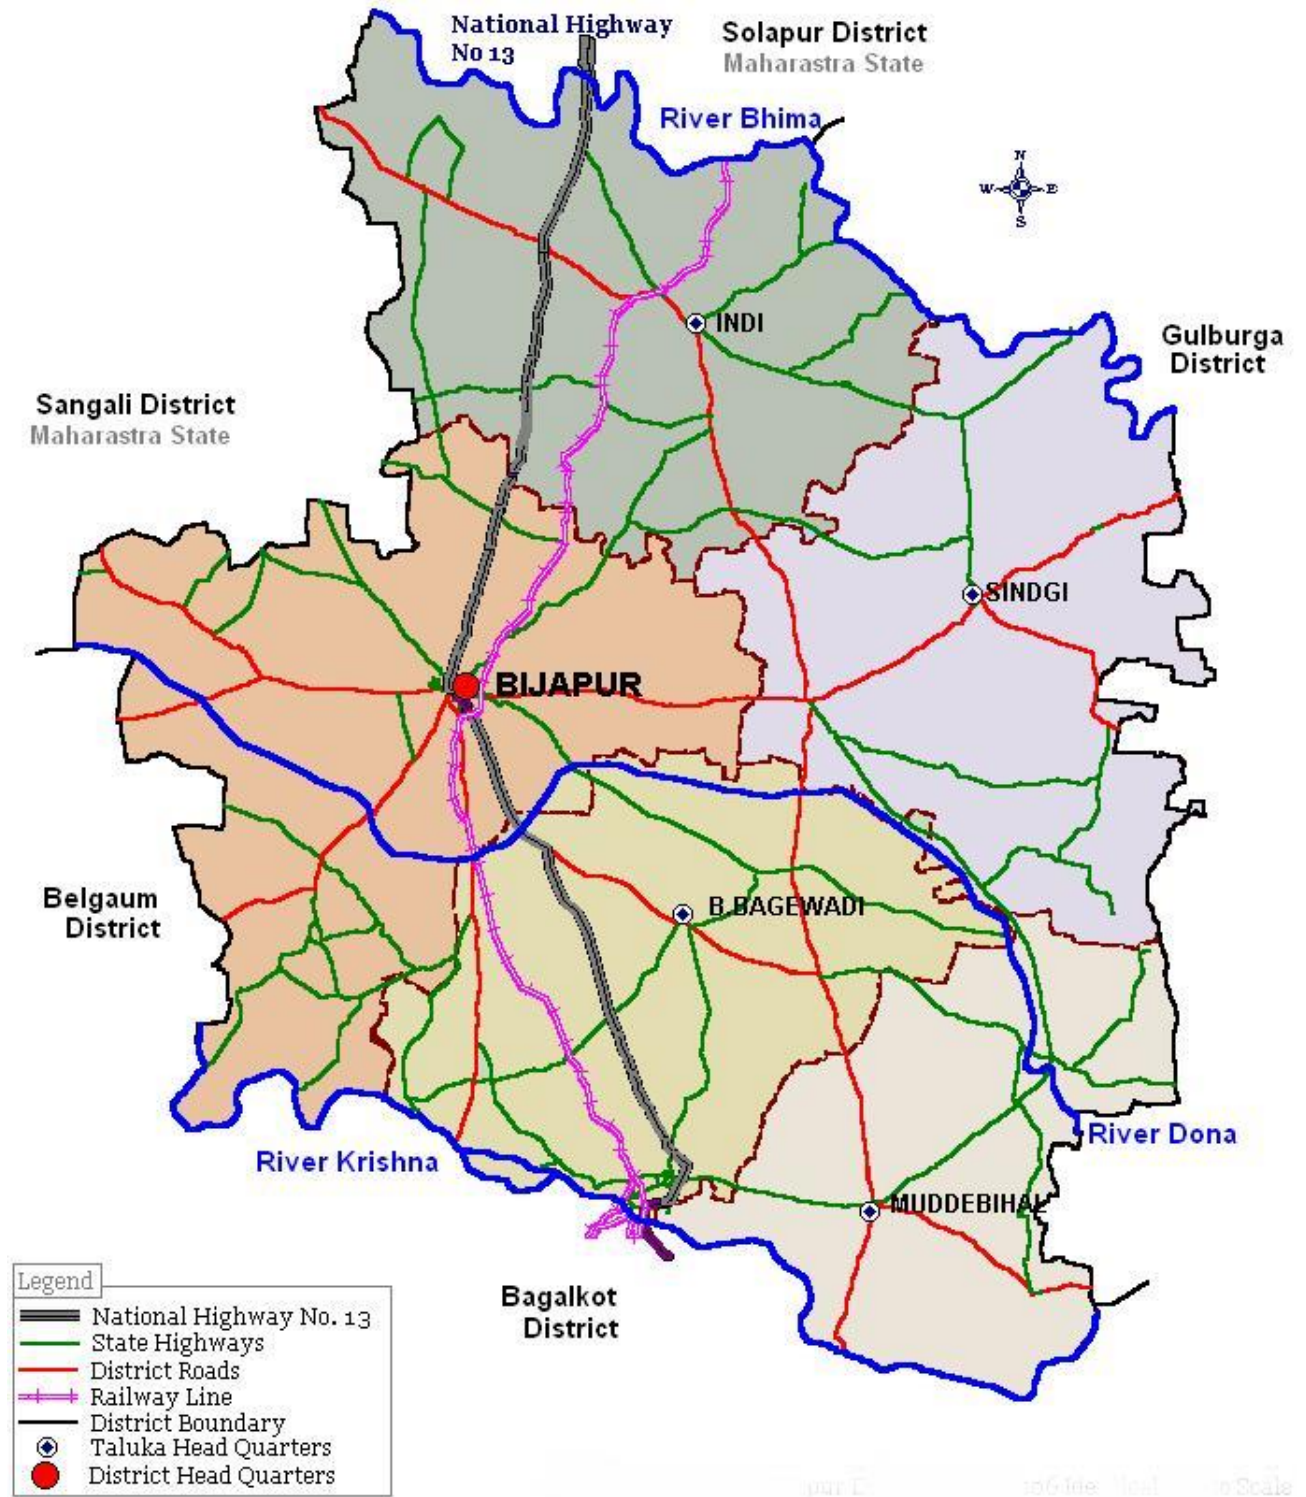 National Highway
No 13
Solapur District
Maharastra State
River Bhima
N
W E
S
INDI
Gulburga
District
Sangali District
Maharastra State
SINDGI
BIJAPUR
Belgaum
District
B.BAGEWADI
River Dona
River Krishna
MUDDEBIHAL
Bagalkot
District
Legend
National Highway No. 13
State Highways
District Roads
Railway Line
District Boundary
Taluka Head Quarters
District Head Quarters
Scale